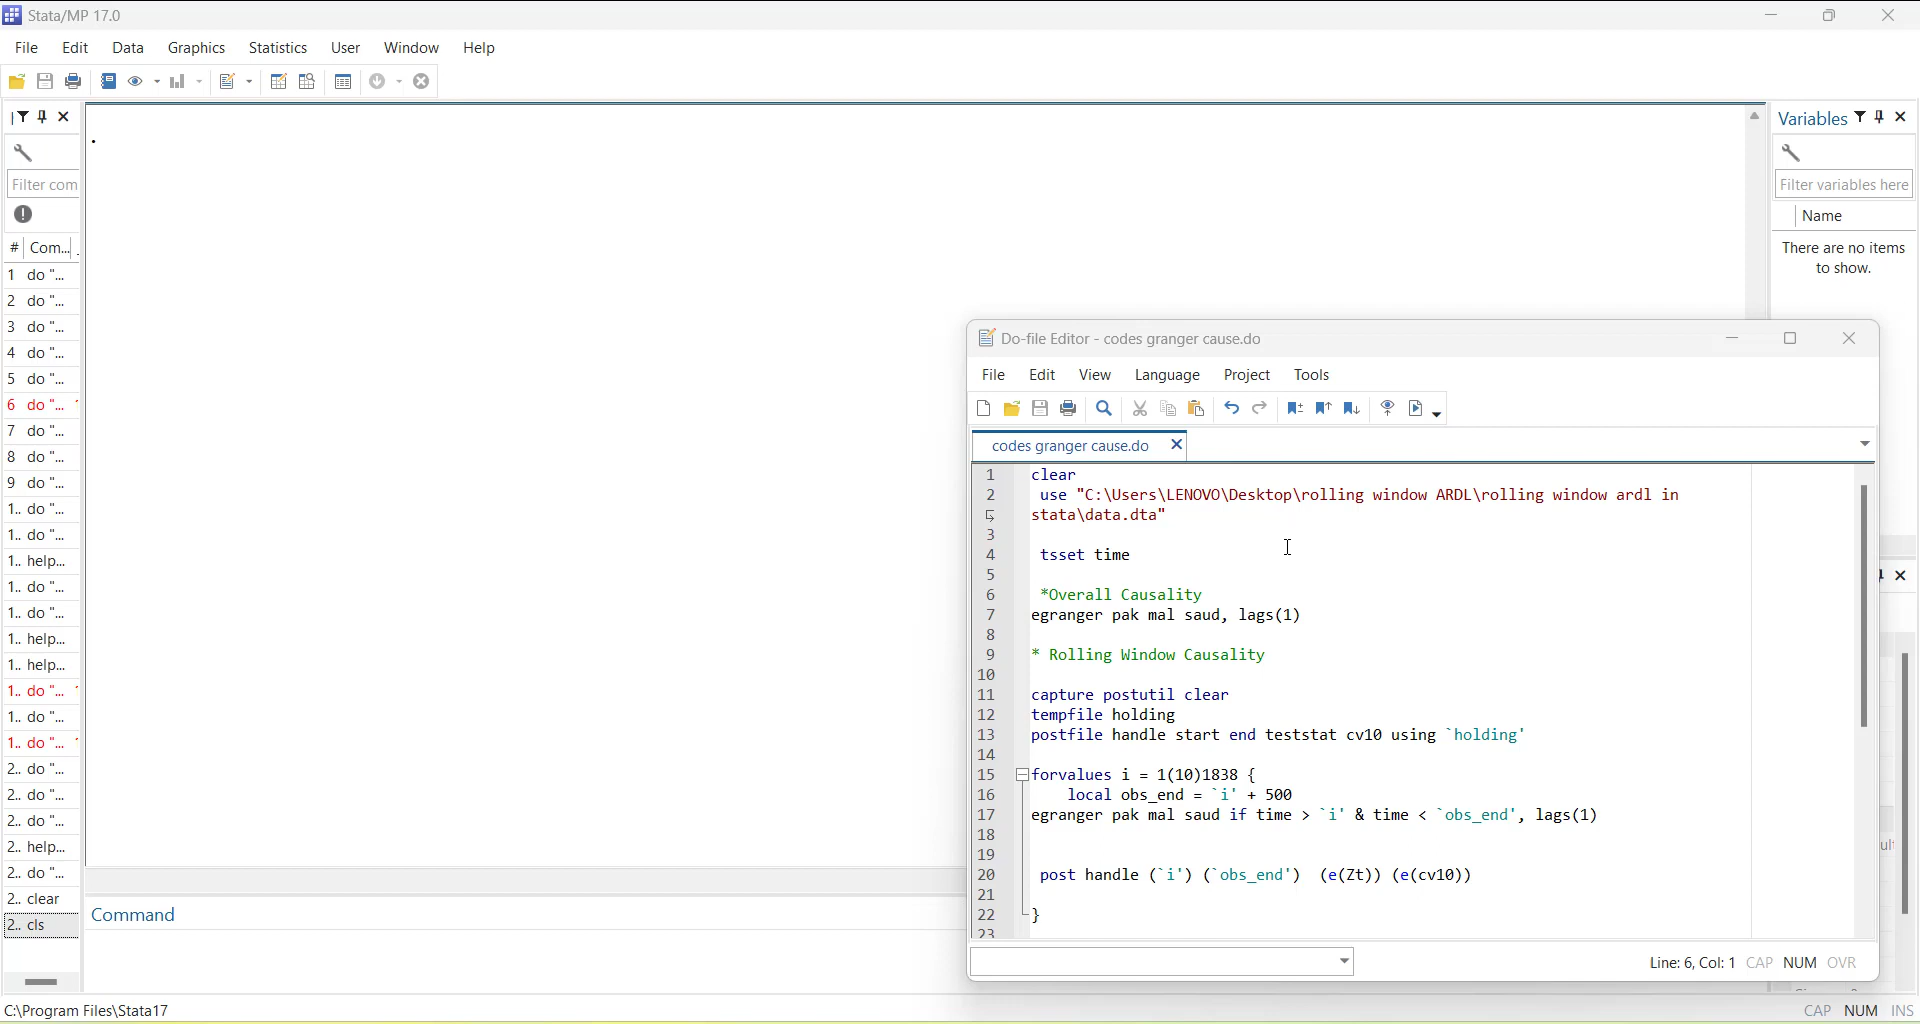 Stata/MP 17.0
File Edit Data Graphics Statistics User Window Help
Filter com
# Com...
1 do "...
2 do "...
3 do "...
4 do "...
5 do "...
6 do "...
7 do "...
8 do "...
9 do "...
1.. do "...
1.. do "...
1.. help...
1.. do "...
1.. do "...
1.. help...
1.. help...
1.. do "...
1.. do "...
1.. do "...
2.. do "...
2.. do "...
2.. do "...
2.. help...
2.. do "...
2.. clear
2.. cls
.
Command
Variables
Filter variables here
Name
There are no items
to show.
Do-file Editor - codes granger cause.do
File Edit View Language Project Tools
codes granger cause.do
1 clear
2 use "C:\Users\LENOVO\Desktop\rolling window ARDL\rolling window ardl in
stata\data.dta"
3
4 tsset time
5
6 *Overall Causality
7 egranger pak mal saud, lags(1)
8
9 * Rolling Window Causality
10
11 capture postutil clear
12 tempfile holding
13 postfile handle start end teststat cv10 using `holding'
14
15 forvalues i = 1(10)1838 {
16 local obs_end = `i' + 500
17 egranger pak mal saud if time > `i' & time < `obs_end', lags(1)
18
19
20 post handle (`i') (`obs_end') (e(Zt)) (e(cv10))
21
22 }
23
Line: 6, Col: 1 CAP NUM OVR
C:\Program Files\Stata17
CAP NUM INS